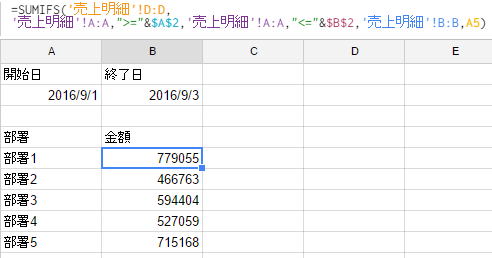 =SUMIFS('売上明細'!D:D,
'売上明細'!A:A,">="&$A$2,'売上明細'!A:A,"<="&$B$2,'売上明細'!B:B,A5)
A B C D E
開始日 終了日
2016/9/1 2016/9/3
部署 金額
部署1 779055
部署2 466763
部署3 594404
部署4 527059
部署5 715168